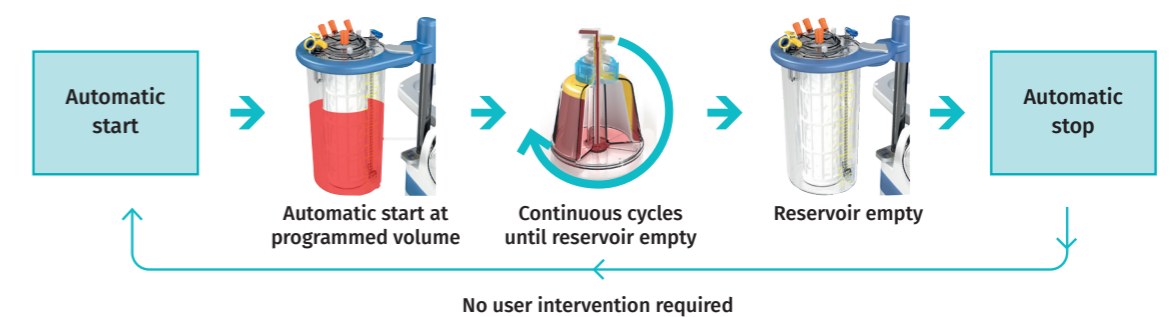 Automatic
start
Automatic start at
programmed volume
Continuous cycles
until reservoir empty
Reservoir empty
Automatic
stop
No user intervention required